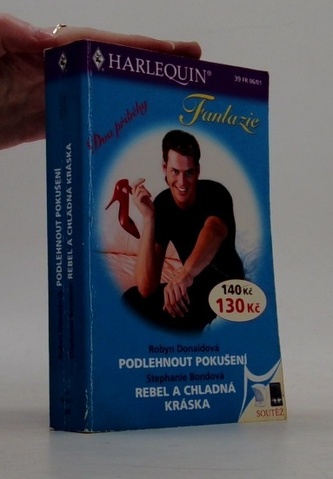 HARLEQUIN®
39 FR 06/01
Dva příběhy
Fantazie
140 Kč
130 Kč
Robyn Donaldová
PODLEHNOUT POKUŠENÍ
Stephanie Bondová
REBEL A CHLADNÁ
KRÁSKA
SOUTĚŽ
PODLEHNOUT POKUŠENÍ
REBEL A CHLADNÁ KRÁSKA